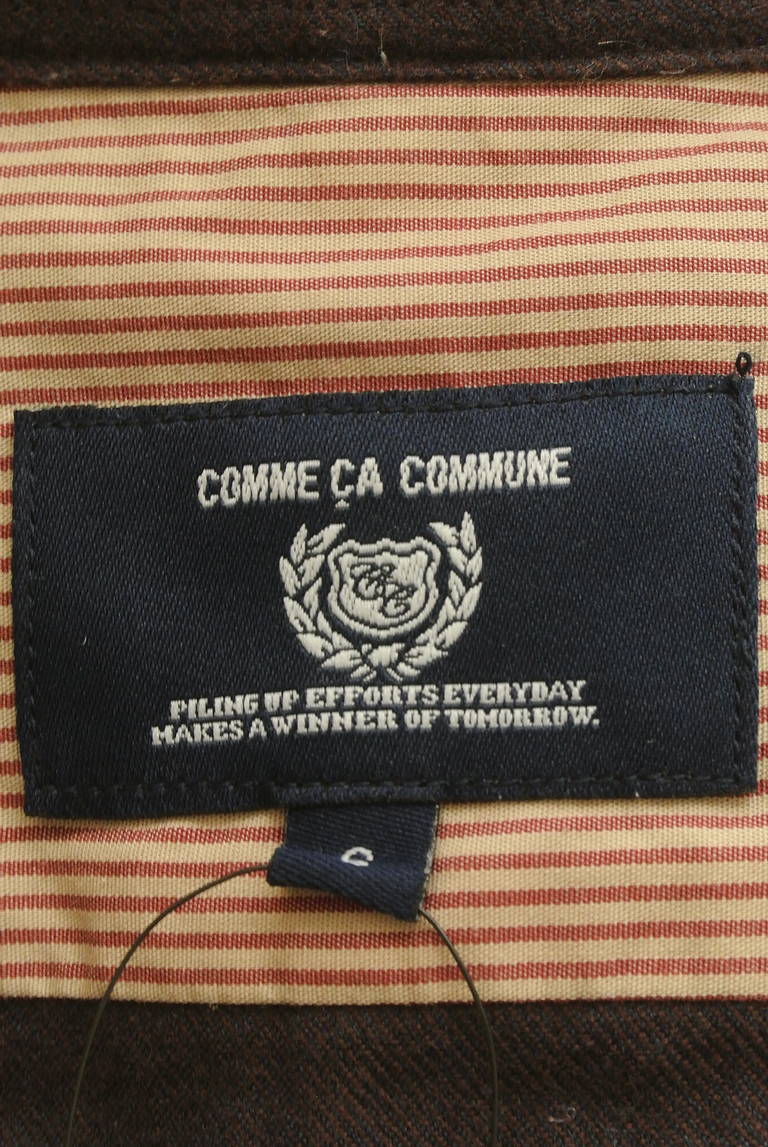 COMME ÇA COMMUNE
PILING UP EFFORTS EVERYDAY
MAKES A WINNER OF TOMORROW.